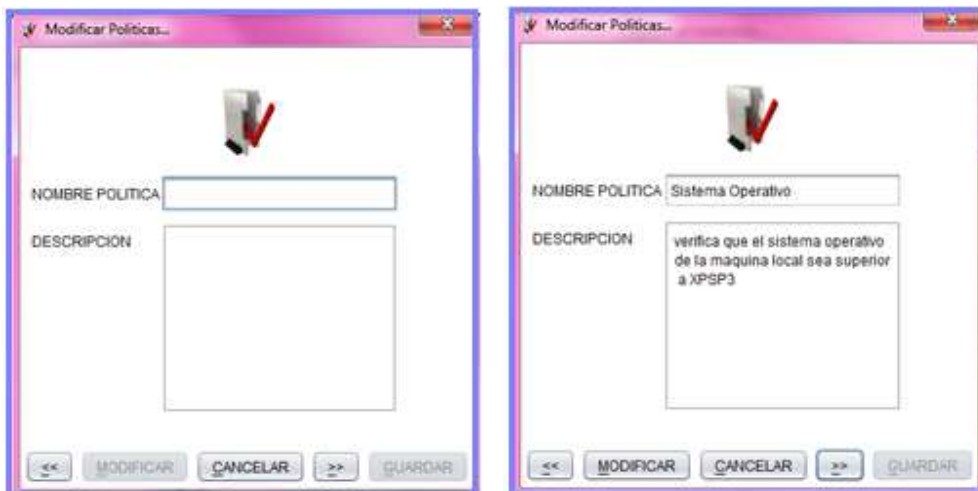 Modificar Politicas...
NOMBRE POLITICA
DESCRIPCION
<< MODIFICAR CANCELAR >> GUARDAR
Modificar Politicas...
NOMBRE POLITICA Sistema Operativo
DESCRIPCION
verifica que el sistema operativo
de la maquina local sea superior
a XPSP3
<< MODIFICAR CANCELAR >> GUARDAR